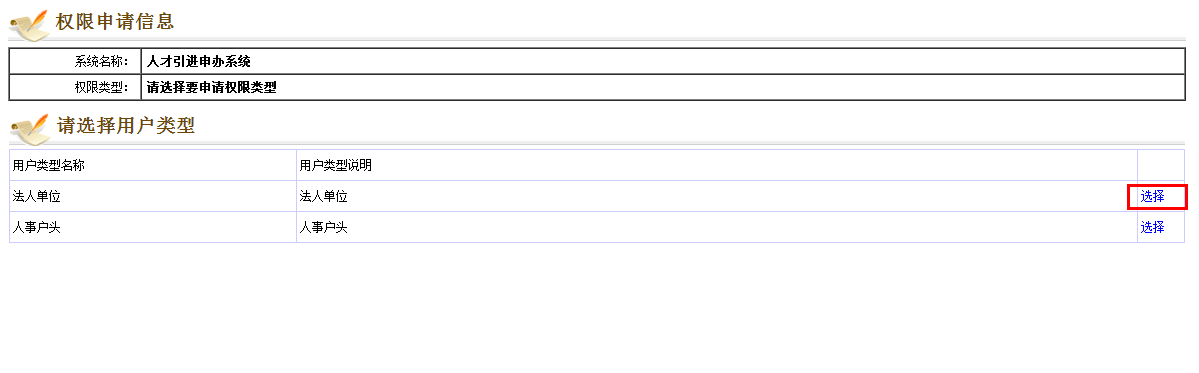 权限申请信息
系统名称： 人才引进申办系统
权限类型： 请选择要申请权限类型
请选择用户类型
用户类型名称 用户类型说明
法人单位 法人单位 选择
人事户头 人事户头 选择